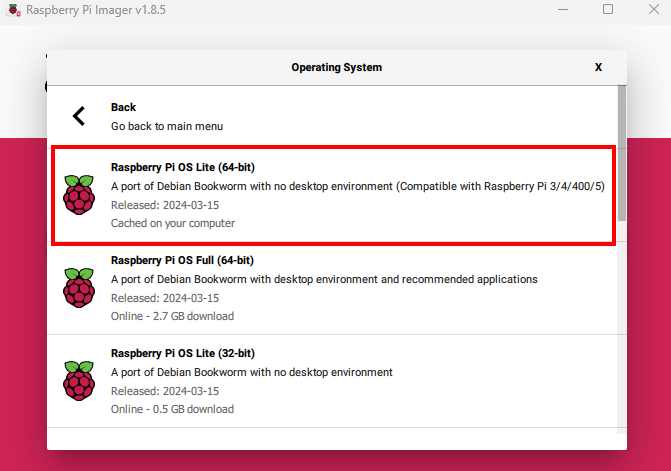 Raspberry Pi Imager v1.8.5
Operating System
X
Back
Go back to main menu
Raspberry Pi OS Lite (64-bit)
A port of Debian Bookworm with no desktop environment (Compatible with Raspberry Pi 3/4/400/5)
Released: 2024-03-15
Cached on your computer
Raspberry Pi OS Full (64-bit)
A port of Debian Bookworm with desktop environment and recommended applications
Released: 2024-03-15
Online - 2.7 GB download
Raspberry Pi OS Lite (32-bit)
A port of Debian Bookworm with no desktop environment
Released: 2024-03-15
Online - 0.5 GB download